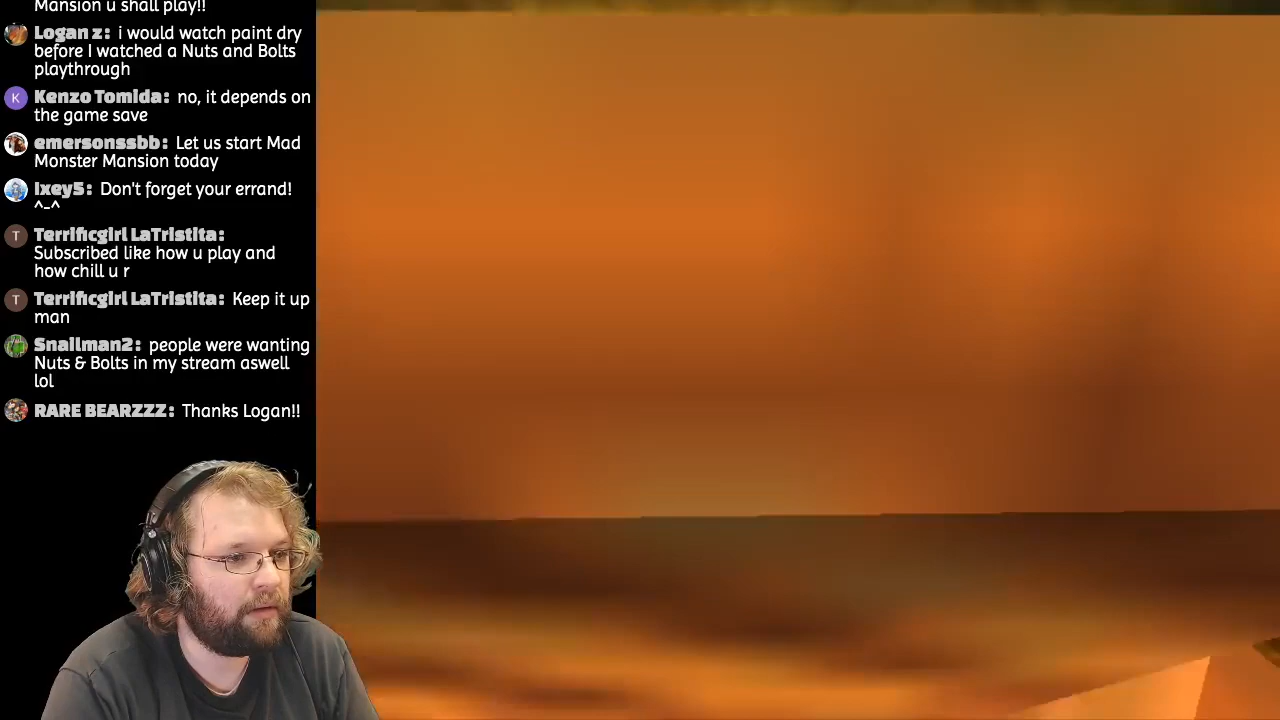 Mansion u shall play!!
Logan z: i would watch paint dry
before I watched a Nuts and Bolts
playthrough
K
Kenzo Tomida: no, it depends on
the game save
emersonssbb: Let us start Mad
Monster Mansion today
Ixey5: Don't forget your errand!
^-^
T
Terrificgirl LaTristita:
Subscribed like how u play and
how chill u r
T
Terrificgirl LaTristita: Keep it up
man
Snailman2: people were wanting
Nuts & Bolts in my stream aswell
lol
RARE BEARZZZ: Thanks Logan!!